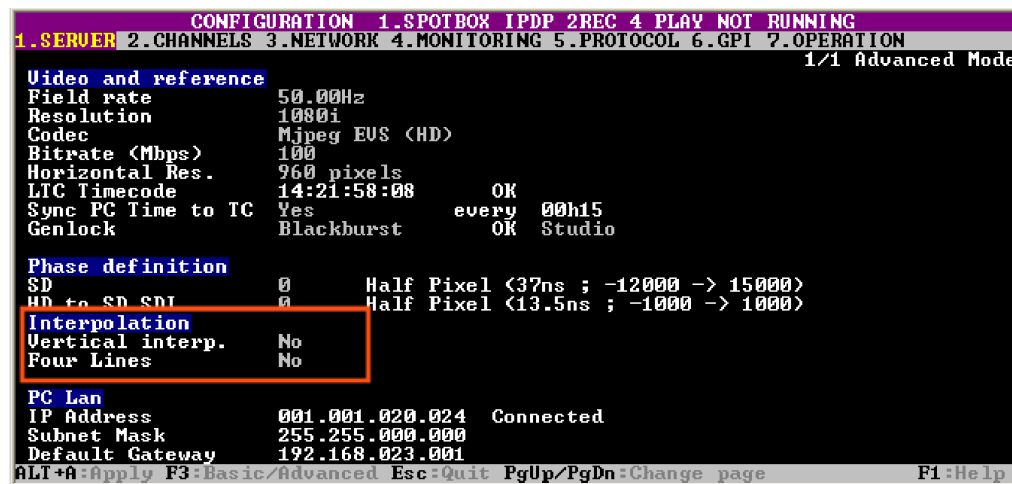 CONFIGURATION 1.SPOTBOX IPDP 2REC 4 PLAY NOT RUNNING
1.SERVER 2.CHANNELS 3.NETWORK 4.MONITORING 5.PROTOCOL 6.GPI 7.OPERATION
1/1 Advanced Mode
Video and reference
Field rate 50.00Hz
Resolution 1080i
Codec Mjpeg EVS (HD)
Bitrate (Mbps) 100
Horizontal Res. 960 pixels
LTC Timecode 14:21:58:08 OK
Sync PC Time to TC Yes every 00h15
Genlock Blackburst OK Studio
Phase definition
SD 0 Half Pixel (37ns ; -12000 -> 15000)
HD to SD SDI 0 Half Pixel (13.5ns ; -1000 -> 1000)
Interpolation
Vertical interp. No
Four Lines No
PC Lan
IP Address 001.001.020.024 Connected
Subnet Mask 255.255.000.000
Default Gateway 192.168.023.001
ALT+A:Apply F3:Basic/Advanced Esc:Quit PgUp/PgDn:Change page F1:Help